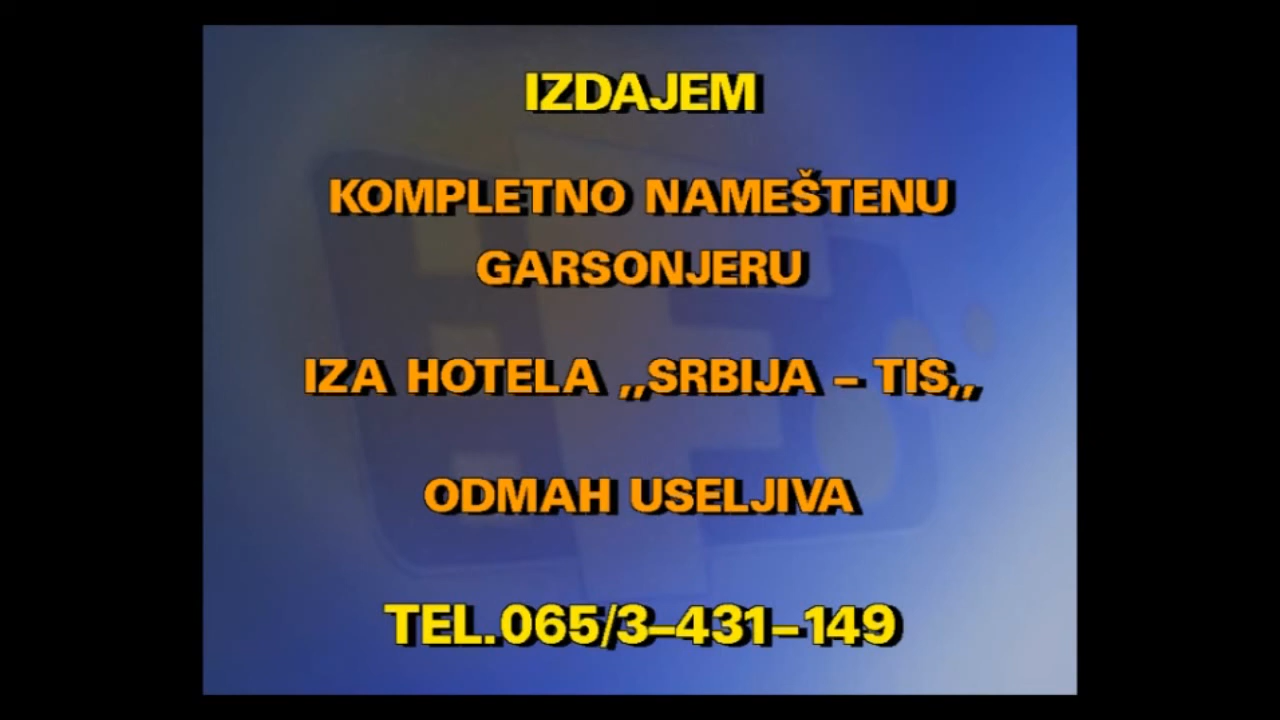 IZDAJEM
KOMPLETNO NAMEŠTENU
GARSONJERU
IZA HOTELA ,,SRBIJA – TIS,,
ODMAH USELJIVA
TEL.065/3–431–149